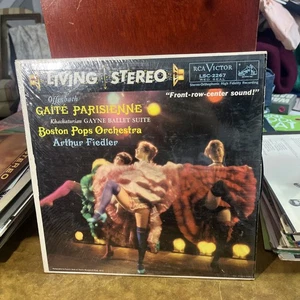 LIVING STEREO
RCA VICTOR
LSC-2267
"Front-row-center sound!"
Offenbach
GAÎTÉ PARISIENNE
Khachaturian GAYNE BALLET SUITE
Boston Pops Orchestra
Arthur Fiedler